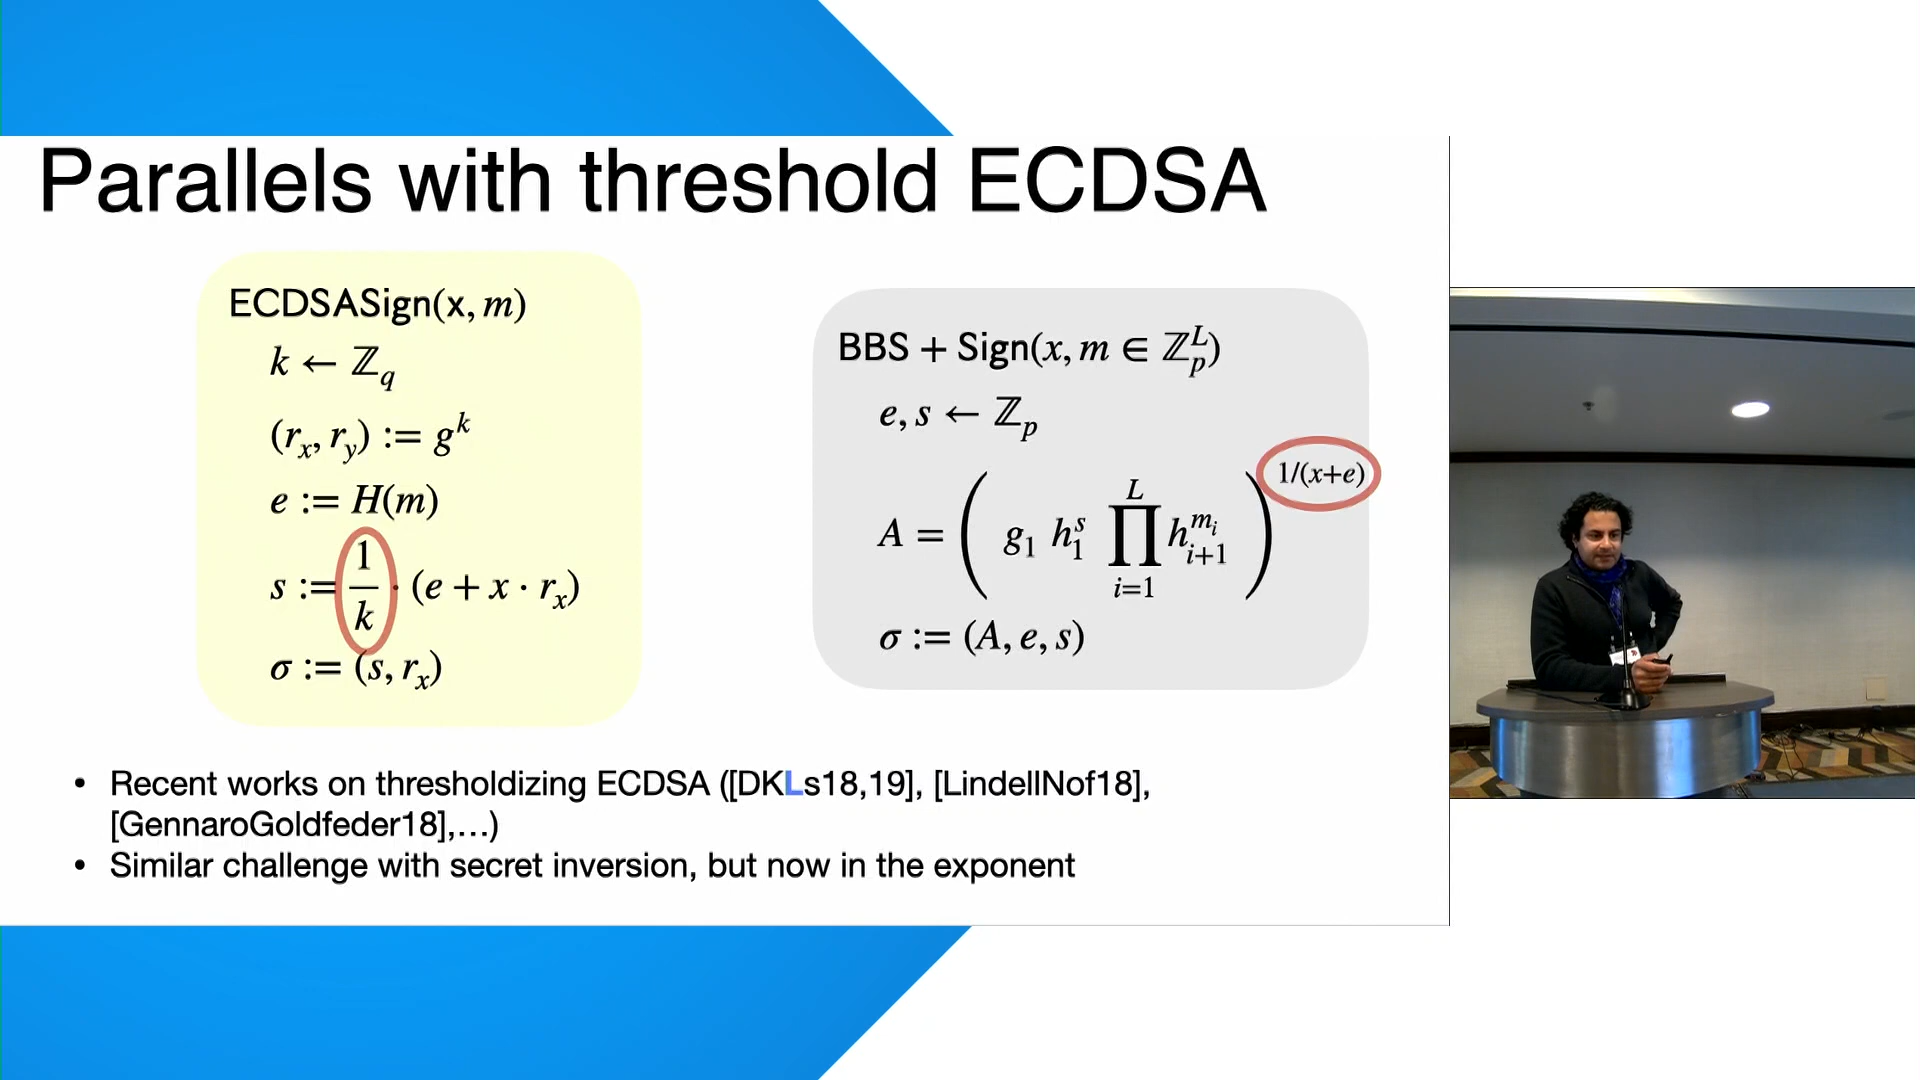 Parallels with threshold ECDSA
ECDSASign(x, m)
k ← ℤ_q
(r_x, r_y) := g^k
e := H(m)
s := 1/k · (e + x · r_x)
σ := (s, r_x)
BBS + Sign(x, m ∈ ℤ_p^L)
e, s ← ℤ_p
A = ( g_1 h_1^s ∏_{i=1}^{L} h_{i+1}^{m_i} )^{1/(x+e)}
σ := (A, e, s)
• Recent works on thresholdizing ECDSA ([DKLs18,19], [LindellNof18],
[GennaroGoldfeder18],…)
• Similar challenge with secret inversion, but now in the exponent